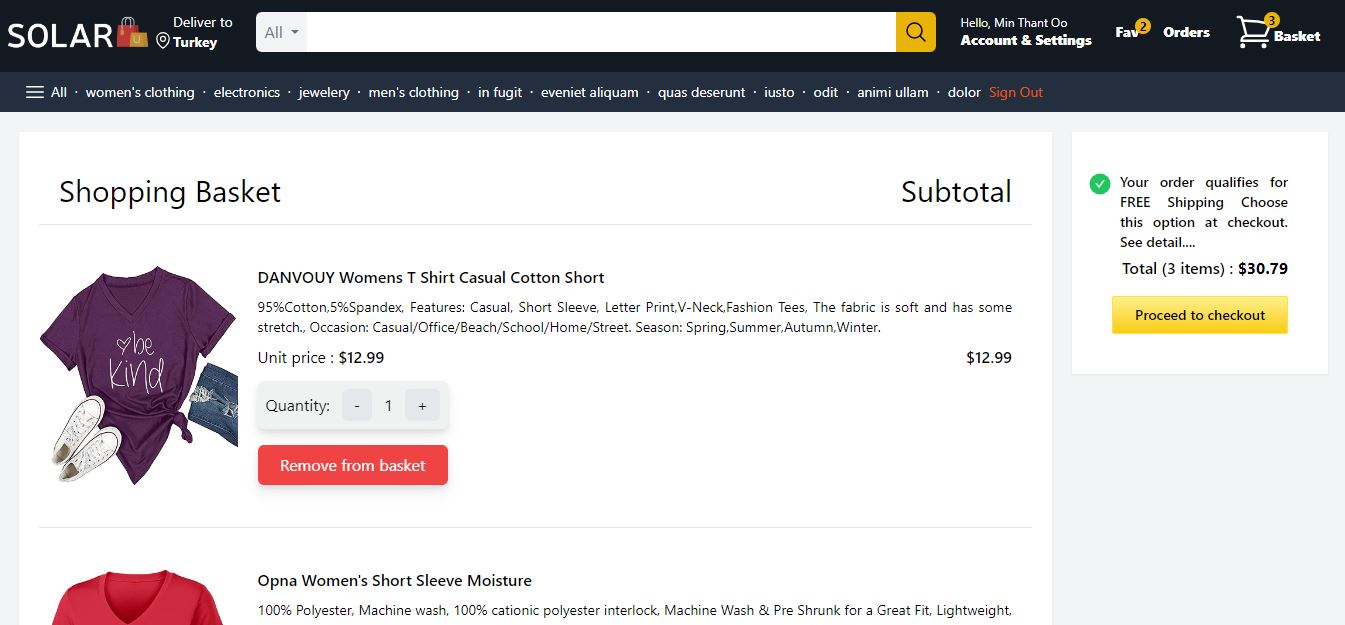 SOLAR
Deliver to
Turkey
All
Hello, Min Thant Oo
Account & Settings
Fav 2
Orders
3
Basket
All · women's clothing · electronics · jewelery · men's clothing · in fugit · eveniet aliquam · quas deserunt · iusto · odit · animi ullam · dolor Sign Out
Shopping Basket
Subtotal
DANVOUY Womens T Shirt Casual Cotton Short
95%Cotton,5%Spandex, Features: Casual, Short Sleeve, Letter Print,V-Neck,Fashion Tees, The fabric is soft and has some
stretch., Occasion: Casual/Office/Beach/School/Home/Street. Season: Spring,Summer,Autumn,Winter.
Unit price : $12.99
$12.99
Quantity: - 1 +
Remove from basket
be
kind
Opna Women's Short Sleeve Moisture
100% Polyester, Machine wash, 100% cationic polyester interlock, Machine Wash & Pre Shrunk for a Great Fit, Lightweight,
Your order qualifies for
FREE Shipping Choose
this option at checkout.
See detail....
Total (3 items) : $30.79
Proceed to checkout